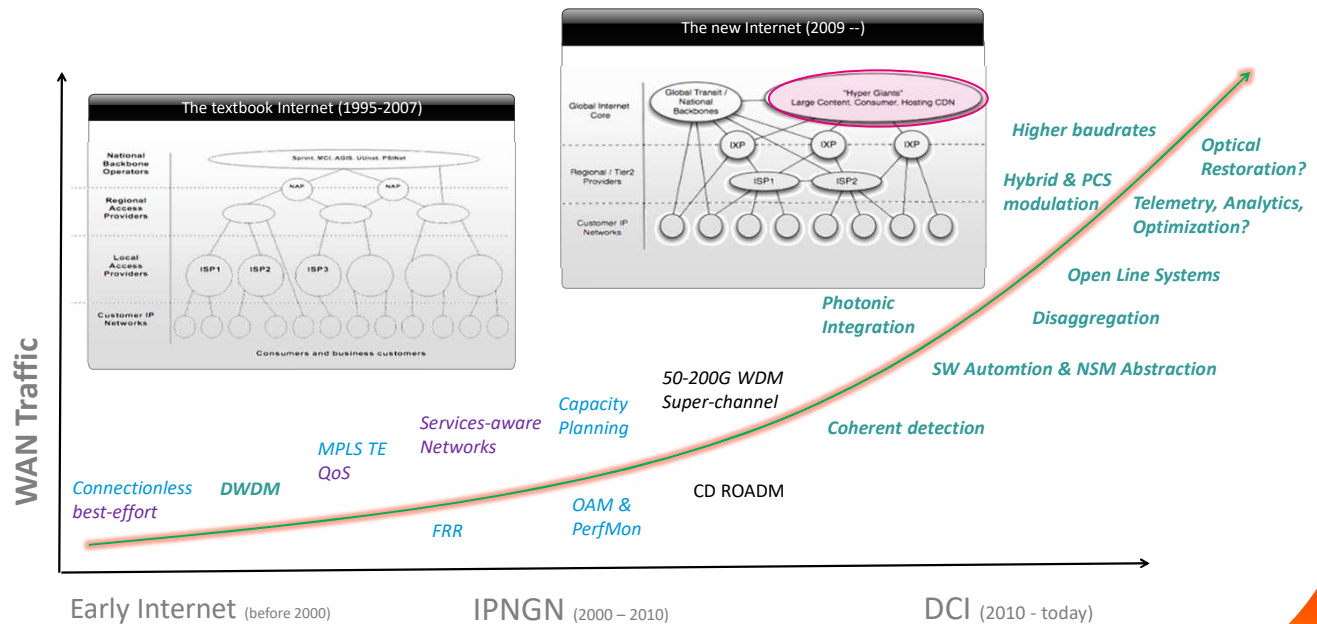 The new Internet (2009 --)
Global Internet
Core
Global Transit /
National
Backbones
"Hyper Giants"
Large Content, Consumer, Hosting CDN
IXP
IXP
IXP
Regional / Tier2
Providers
ISP1
ISP2
Customer IP
Networks
The textbook Internet (1995-2007)
National
Backbone
Operators
Sprint, MCI, AGIS, UUnet, PSINet
NAP
NAP
Regional
Access
Providers
Local
Access
Providers
ISP1
ISP2
ISP3
Customer IP
Networks
Consumers and business customers
Higher baudrates
Optical
Restoration?
Hybrid & PCS
modulation
Telemetry, Analytics,
Optimization?
Open Line Systems
Photonic
Integration
Disaggregation
SW Automtion & NSM Abstraction
50-200G WDM
Super-channel
Capacity
Planning
Coherent detection
Services-aware
Networks
MPLS TE
QoS
Connectionless
best-effort
DWDM
CD ROADM
OAM &
PerfMon
FRR
WAN Traffic
Early Internet (before 2000)
IPNGN (2000 – 2010)
DCI (2010 - today)